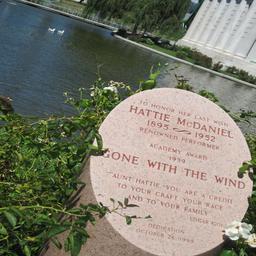 TO HONOR HER LAST WISH
HATTIE McDANIEL
1895 1952
RENOWNED PERFORMER
ACADEMY AWARD
1939
GONE WITH THE WIND
"AUNT HATTIE, YOU ARE A CREDIT
TO YOUR CRAFT, YOUR RACE,
AND TO YOUR FAMILY"
EDGAR
DEDICATION
OCTOBER 26, 1999